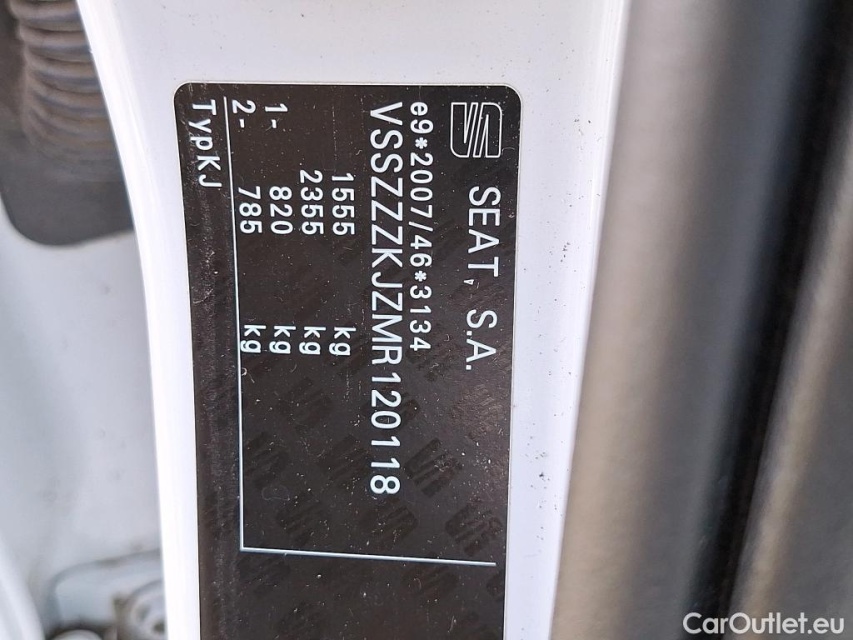 SEAT, S.A.
e9*2007/46*3134
VSSZZZKJZMR120118
1555 kg
2355 kg
1- 820 kg
2- 785 kg
TypKJ
CarOutlet.eu